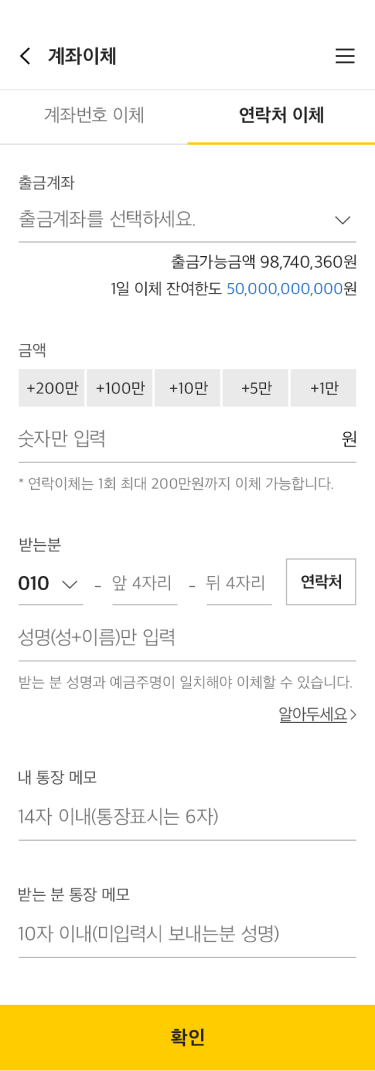 계좌이체
계좌번호 이체 연락처 이체
출금계좌
출금계좌를 선택하세요.
출금가능금액 98,740,360원
1일 이체 잔여한도 50,000,000,000원
금액
+200만 +100만 +10만 +5만 +1만
숫자만 입력 원
* 연락이체는 1회 최대 200만원까지 이체 가능합니다.
받는분
010 - 앞 4자리 - 뒤 4자리 연락처
성명(성+이름)만 입력
받는 분 성명과 예금주명이 일치해야 이체할 수 있습니다.
알아두세요
내 통장 메모
14자 이내(통장표시는 6자)
받는 분 통장 메모
10자 이내(미입력시 보내는분 성명)
확인